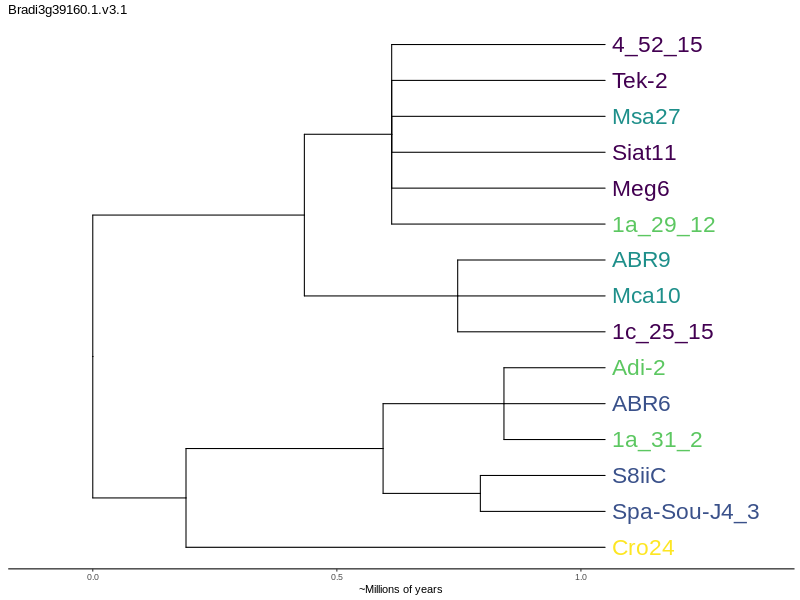 Bradi3g39160.1.v3.1
4_52_15
Tek-2
Msa27
Siat11
Meg6
1a_29_12
ABR9
Mca10
1c_25_15
Adi-2
ABR6
1a_31_2
S8iiC
Spa-Sou-J4_3
Cro24
0.0 0.5 1.0
~Millions of years